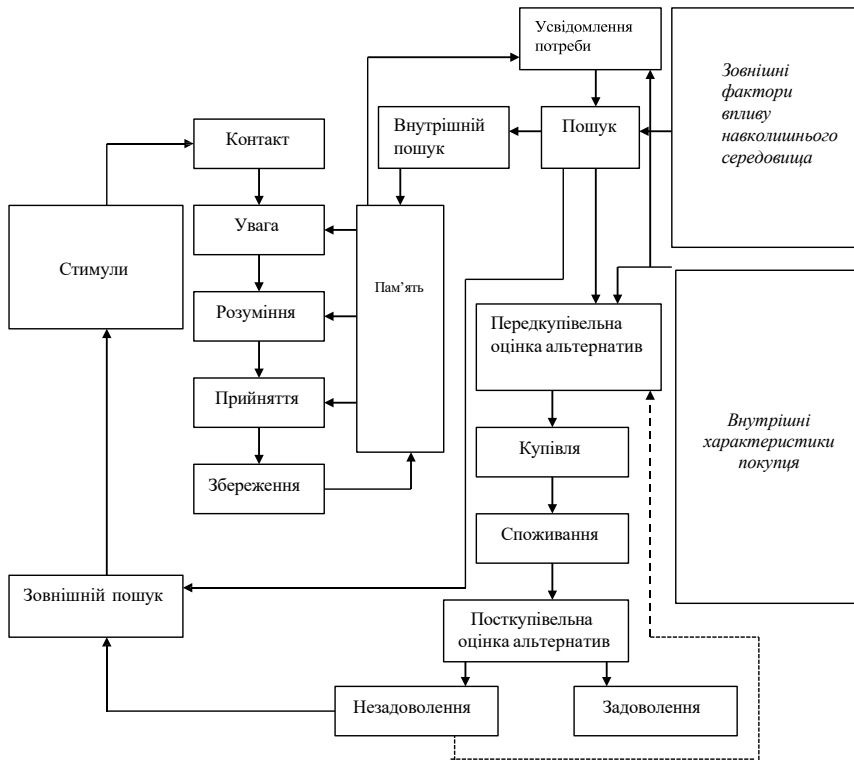 Усвідомлення
потреби
Зовнішні
фактори
впливу
навколишнього
середовища
Внутрішній
пошук
Пошук
Контакт
Увага
Стимули
Пам’ять
Розуміння
Передкупівельна
оцінка альтернатив
Прийняття
Внутрішні
характеристики
покупця
Купівля
Збереження
Споживання
Зовнішній пошук
Посткупівельна
оцінка альтернатив
Незадоволення
Задоволення